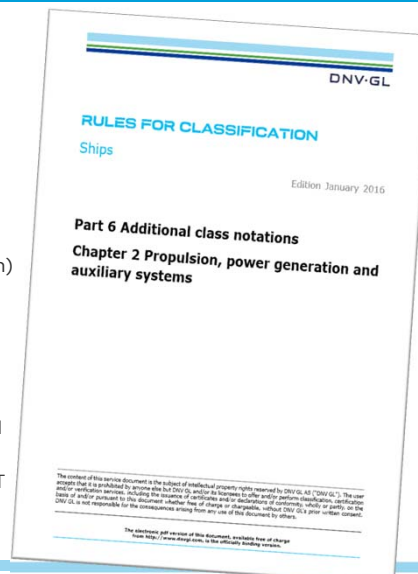 DNV·GL
RULES FOR CLASSIFICATION
Ships
Edition January 2016
Part 6 Additional class notations
Chapter 2 Propulsion, power generation and
auxiliary systems
The content of this service document is the subject of intellectual property rights reserved by DNV GL AS ("DNV GL"). The user
accepts that it is prohibited by anyone else but DNV GL and/or its licensees to offer and/or perform classification, certification
and/or verification services, including the issuance of certificates and/or declarations of conformity, wholly or partly, on the
basis of and/or pursuant to this document whether free of charge or chargeable, without DNV GL's prior written consent.
DNV GL is not responsible for the consequences arising from any use of this document by others.
The electronic pdf version of this document, available free of charge
from http://www.dnvgl.com, is the officially binding version.